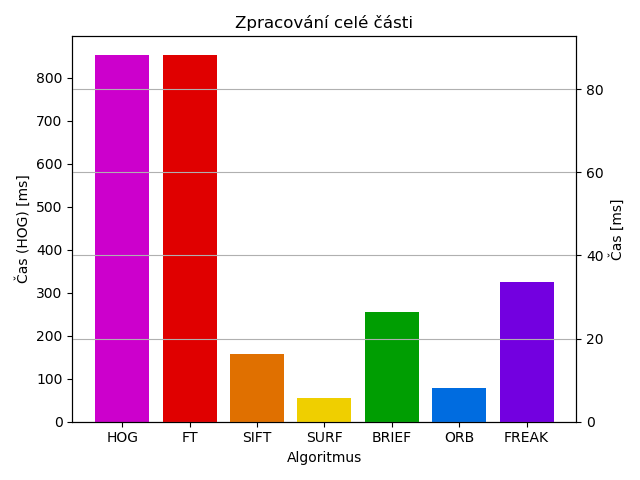 Zpracování celé části
Čas (HOG) [ms]
800
700
600
500
400
300
200
100
0
80
60
40
20
0
Čas [ms]
HOG FT SIFT SURF BRIEF ORB FREAK
Algoritmus